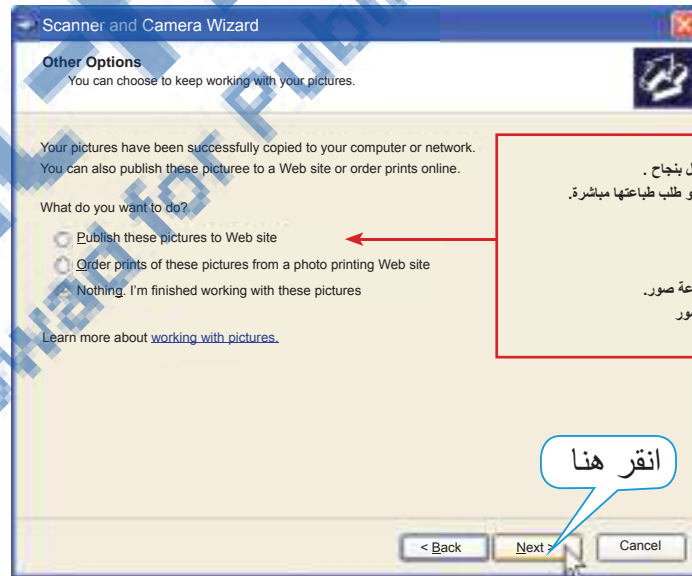 Scanner and Camera Wizard
Other Options
You can choose to keep working with your pictures.
Your pictures have been successfully copied to your computer or network.
You can also publish these picturee to a Web site or order prints online.
What do you want to do?
Publish these pictures to Web site
Order prints of these pictures from a photo printing Web site
Nothing. I'm finished working with these pictures
Learn more about working with pictures.
بنجاح .
طلب طباعتها مباشرة.
صور.
انقر هنا
< Back
Next >
Cancel